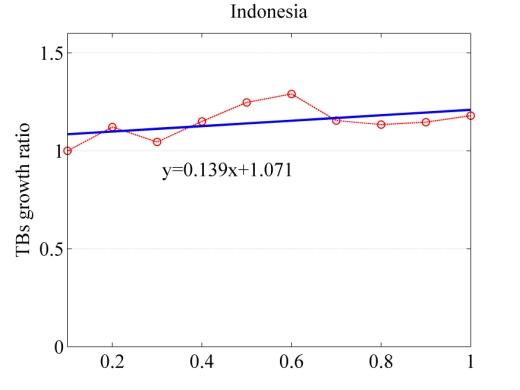 Indonesia
TBs growth ratio
1.5
1
0.5
0
y=0.139x+1.071
0.2 0.4 0.6 0.8 1